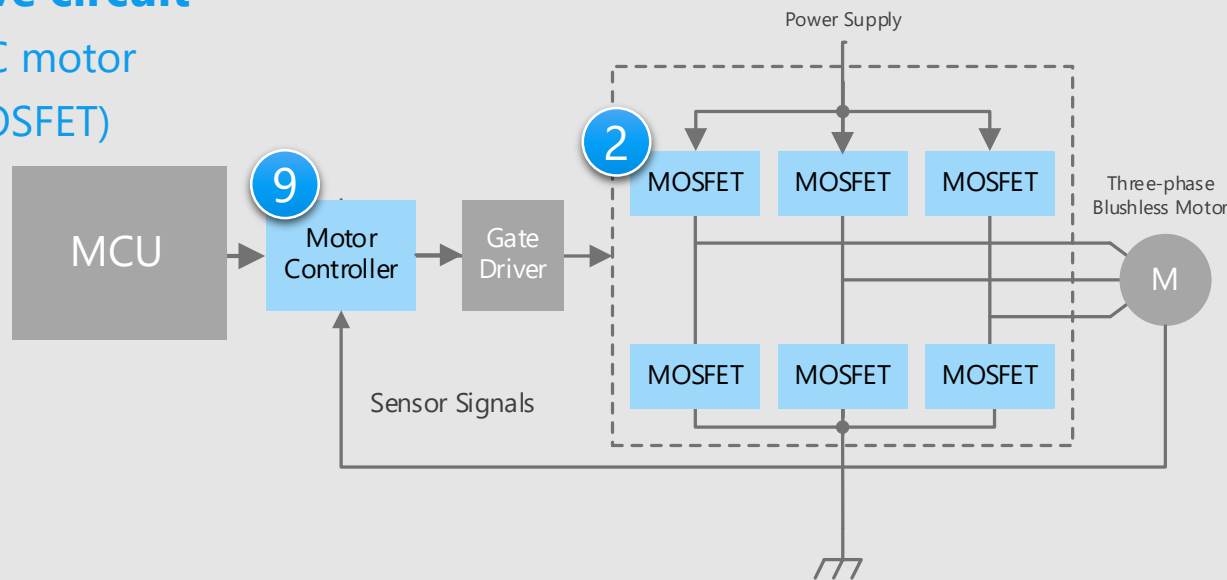 C motor
Power Supply
2
MOSFET
MOSFET
MOSFET
Three-phase
Blushless Motor
9
MCU
Motor
Controller
Gate
Driver
M
MOSFET
MOSFET
MOSFET
Sensor Signals